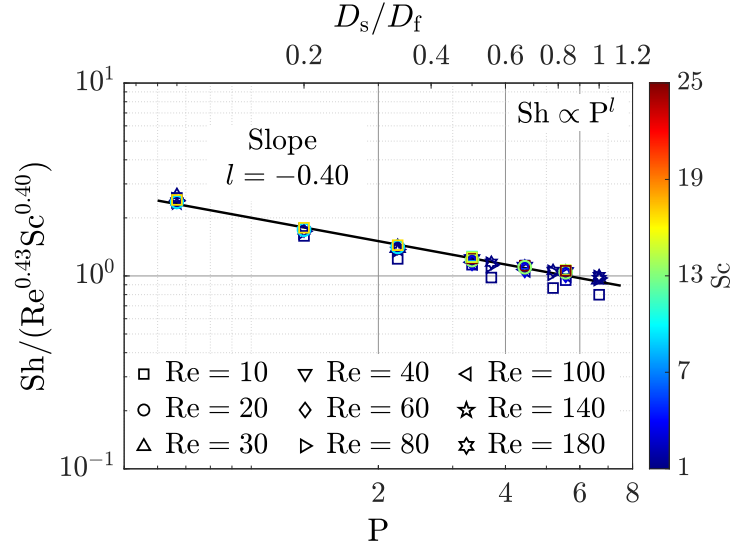 D_s/D_f
0.2 0.4 0.6 0.8 1 1.2
10^1
10^0
10^{-1}
Sh/(Re^{0.43}Sc^{0.40})
Sh ∝ P^l
Slope
l = −0.40
Re = 10 Re = 40 Re = 100
Re = 20 Re = 60 Re = 140
Re = 30 Re = 80 Re = 180
2 4 6 8
P
25
19
13
7
1
Sc